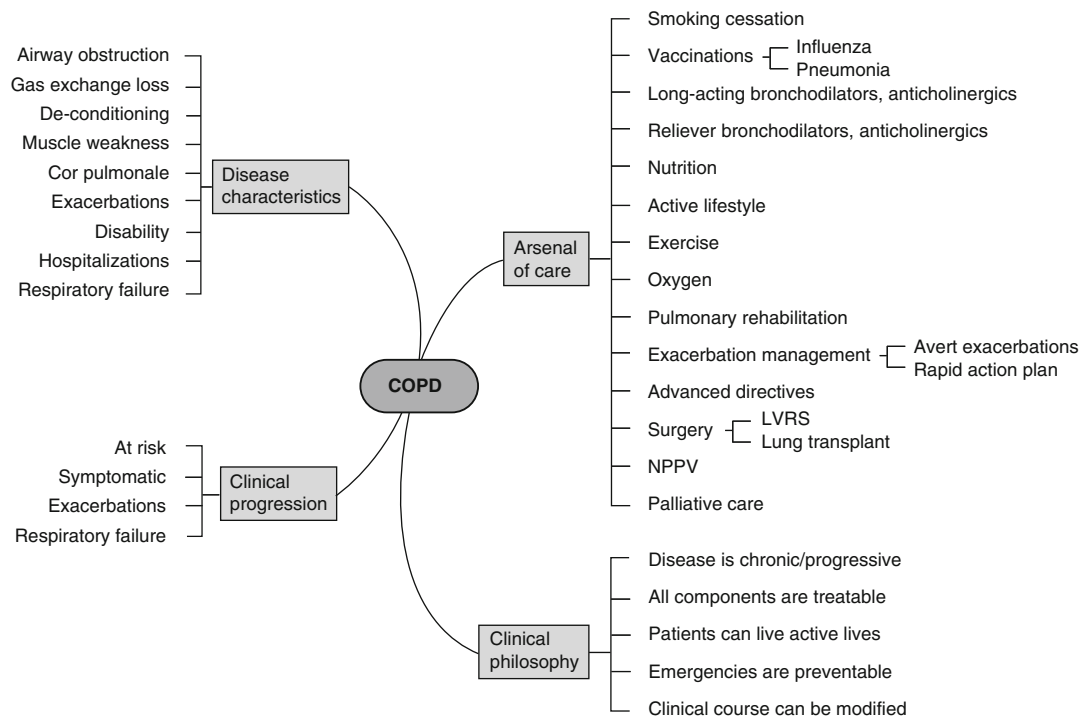 Airway obstruction
Gas exchange loss
De-conditioning
Muscle weakness
Cor pulmonale
Exacerbations
Disability
Hospitalizations
Respiratory failure
Disease
characteristics
COPD
At risk
Symptomatic
Exacerbations
Respiratory failure
Clinical
progression
Arsenal
of care
Smoking cessation
Vaccinations
Influenza
Pneumonia
Long-acting bronchodilators, anticholinergics
Reliever bronchodilators, anticholinergics
Nutrition
Active lifestyle
Exercise
Oxygen
Pulmonary rehabilitation
Exacerbation management
Avert exacerbations
Rapid action plan
Advanced directives
Surgery
LVRS
Lung transplant
NPPV
Palliative care
Clinical
philosophy
Disease is chronic/progressive
All components are treatable
Patients can live active lives
Emergencies are preventable
Clinical course can be modified